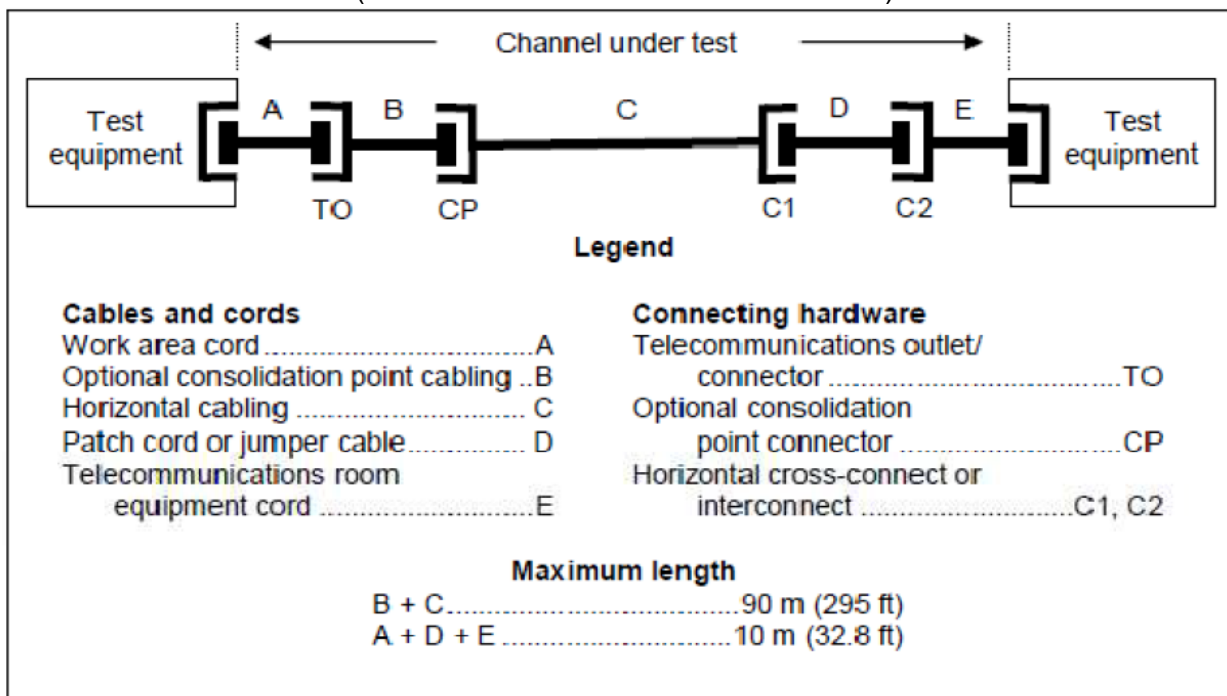 Channel under test
Test equipment
A
B
C
D
E
Test equipment
TO
CP
C1
C2
Legend
Cables and cords
Work area cord..............................A
Optional consolidation point cabling ..B
Horizontal cabling .......................... C
Patch cord or jumper cable............. D
Telecommunications room
equipment cord ........................E
Connecting hardware
Telecommunications outlet/
connector ................................TO
Optional consolidation
point connector ......................... CP
Horizontal cross-connect or
interconnect .......................C1, C2
Maximum length
B + C..................................90 m (295 ft)
A + D + E ..........................10 m (32.8 ft)